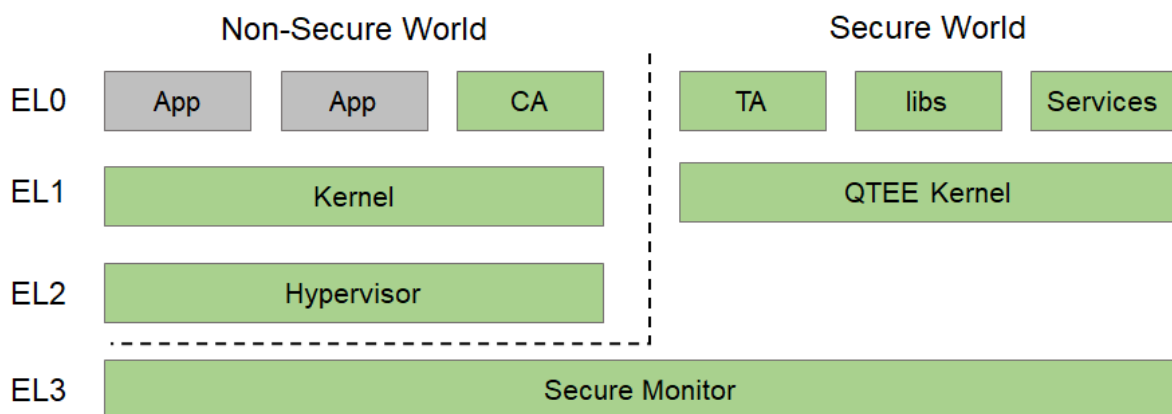 Non-Secure World
Secure World
EL0
App
App
CA
TA
libs
Services
EL1
Kernel
QTEE Kernel
EL2
Hypervisor
EL3
Secure Monitor